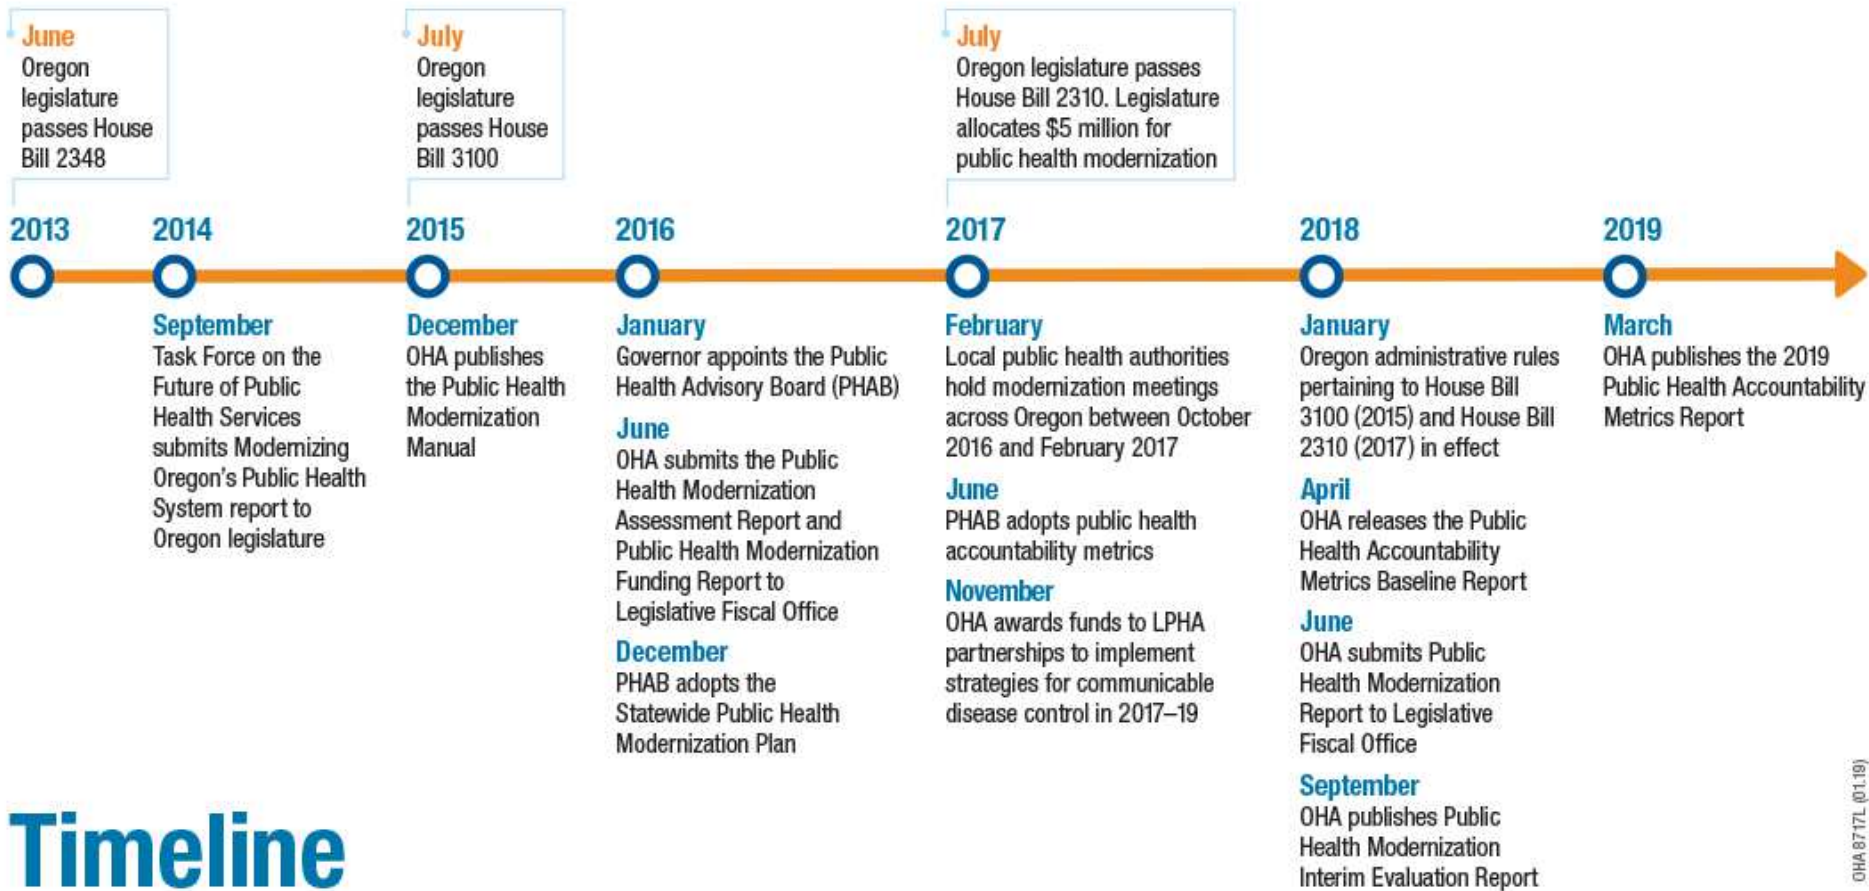 June
Oregon
legislature
passes House
Bill 2348
July
Oregon
legislature
passes House
Bill 3100
July
Oregon legislature passes
House Bill 2310. Legislature
allocates $5 million for
public health modernization
2013
2014
2015
2016
2017
2018
2019
September
Task Force on the
Future of Public
Health Services
submits Modernizing
Oregon's Public Health
System report to
Oregon legislature
December
OHA publishes
the Public Health
Modernization
Manual
January
Governor appoints the Public
Health Advisory Board (PHAB)
June
OHA submits the Public
Health Modernization
Assessment Report and
Public Health Modernization
Funding Report to
Legislative Fiscal Office
December
PHAB adopts the
Statewide Public Health
Modernization Plan
February
Local public health authorities
hold modernization meetings
across Oregon between October
2016 and February 2017
June
PHAB adopts public health
accountability metrics
November
OHA awards funds to LPHA
partnerships to implement
strategies for communicable
disease control in 2017–19
January
Oregon administrative rules
pertaining to House Bill
3100 (2015) and House Bill
2310 (2017) in effect
April
OHA releases the Public
Health Accountability
Metrics Baseline Report
June
OHA submits Public
Health Modernization
Report to Legislative
Fiscal Office
September
OHA publishes Public
Health Modernization
Interim Evaluation Report
March
OHA publishes the 2019
Public Health Accountability
Metrics Report
Timeline
OHA 8717L (01.19)